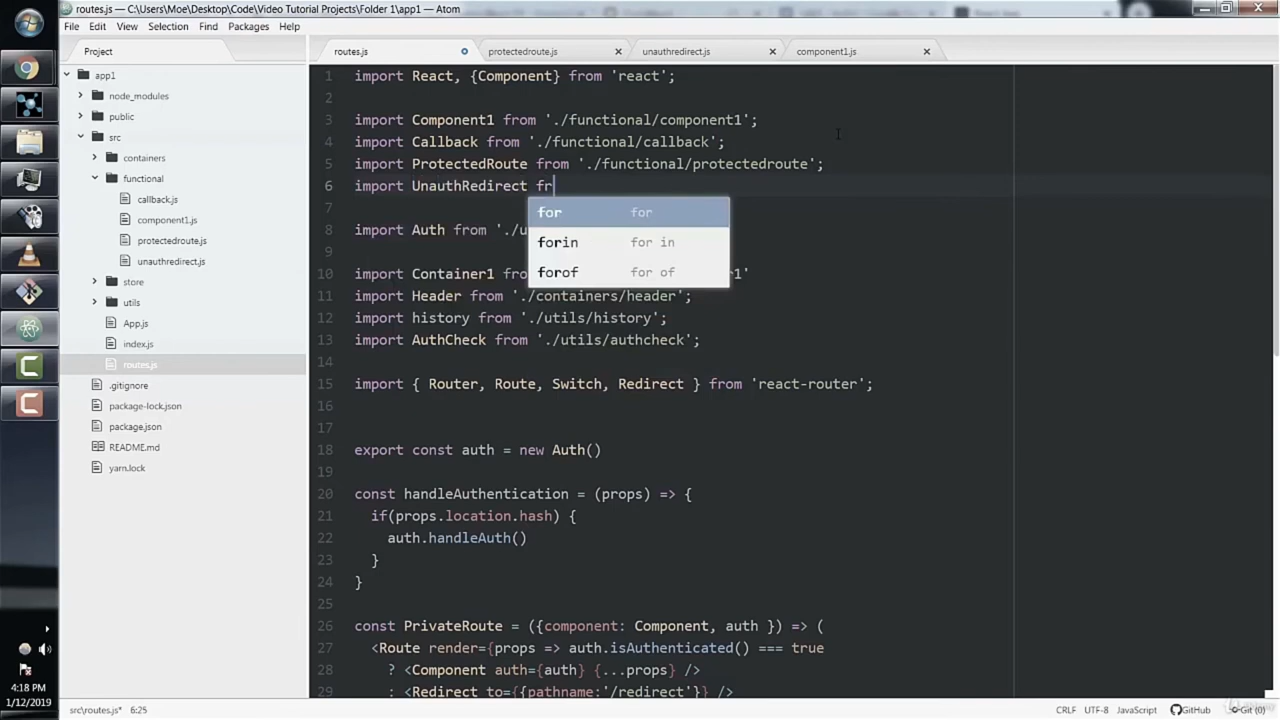 routes.js — C:\Users\Moe\Desktop\Code\Video Tutorial Projects\Folder 1\app1 — Atom
File Edit View Selection Find Packages Help
Project
routes.js protectedroute.js unauthredirect.js component1.js
app1
node_modules
public
src
containers
functional
callback.js
component1.js
protectedroute.js
unauthredirect.js
store
utils
App.js
index.js
routes.js
.gitignore
package-lock.json
package.json
README.md
yarn.lock
1 import React, {Component} from 'react';
2
3 import Component1 from './functional/component1';
4 import Callback from './functional/callback';
5 import ProtectedRoute from './functional/protectedroute';
6 import UnauthRedirect fr
for for
forin for in
forof for of
7
8 import Auth from './u
9
10 import Container1 fro r1'
11 import Header from './containers/header';
12 import history from './utils/history';
13 import AuthCheck from './utils/authcheck';
14
15 import { Router, Route, Switch, Redirect } from 'react-router';
16
17
18 export const auth = new Auth()
19
20 const handleAuthentication = (props) => {
21 if(props.location.hash) {
22 auth.handleAuth()
23 }
24 }
25
26 const PrivateRoute = ({component: Component, auth }) => (
27 <Route render={props => auth.isAuthenticated() === true
28 ? <Component auth={auth} {...props} />
29 : <Redirect to={{pathname:'/redirect'}} />
4:18 PM
1/12/2019
src\routes.js* 6:25 CRLF UTF-8 JavaScript GitHub Git (0)